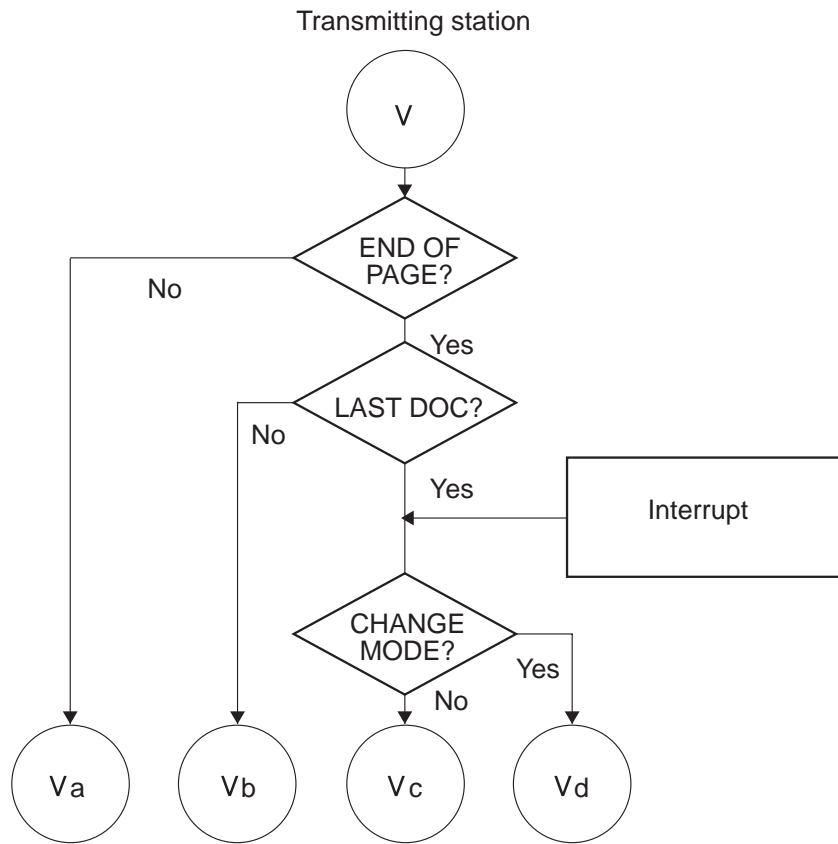 Transmitting station
V
END OF
PAGE?
No
Yes
LAST DOC?
No
Yes
Interrupt
CHANGE
MODE?
Yes
No
Va
Vb
Vc
Vd